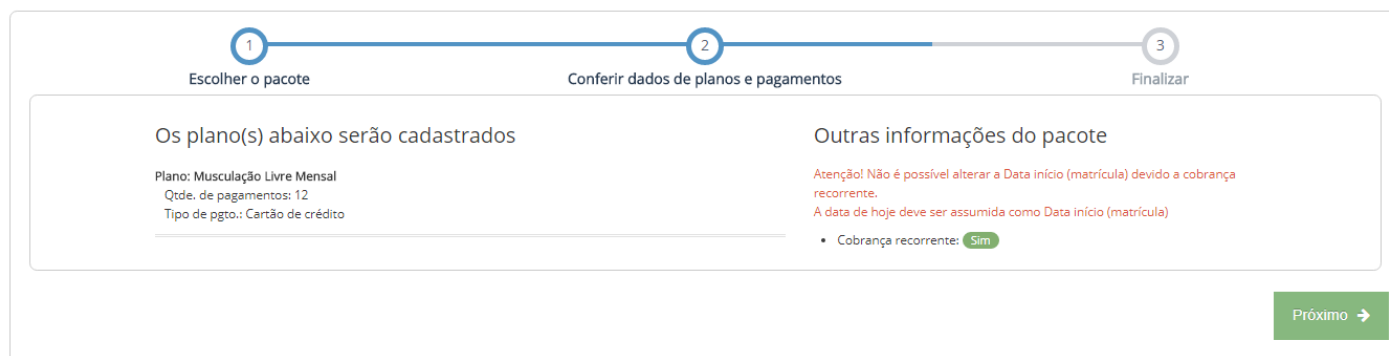 1
2
3
Escolher o pacote
Conferir dados de planos e pagamentos
Finalizar
Os plano(s) abaixo serão cadastrados
Plano: Musculação Livre Mensal
Qtde. de pagamentos: 12
Tipo de pgto.: Cartão de crédito
Outras informações do pacote
Atenção! Não é possível alterar a Data início (matrícula) devido a cobrança
recorrente.
A data de hoje deve ser assumida como Data início (matrícula)
• Cobrança recorrente: Sim
Próximo →